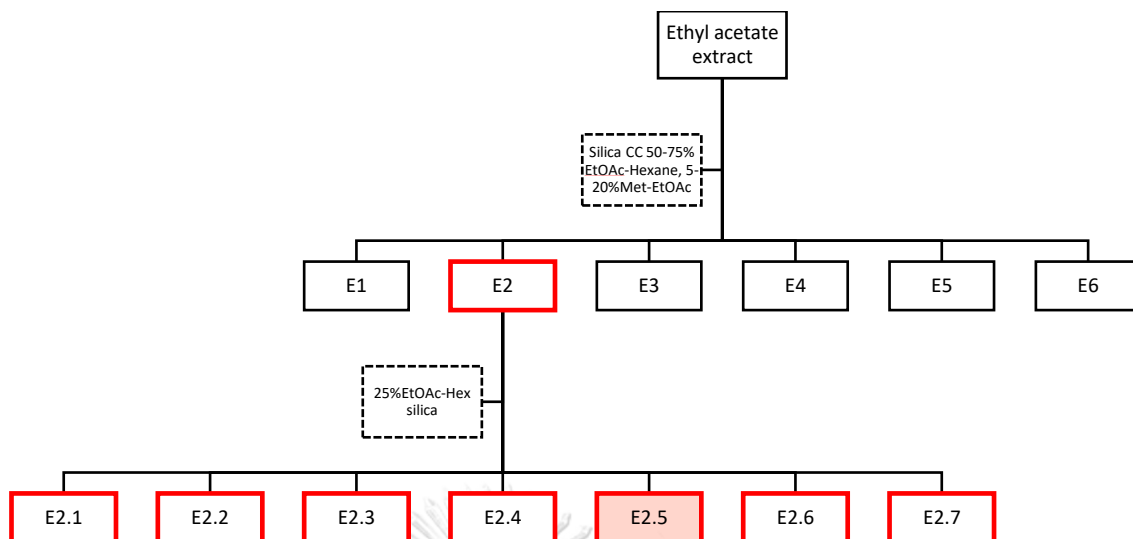 Ethyl acetate
extract
Silica CC 50-75%
EtOAc-Hexane, 5-
20%Met-EtOAc
E1
E2
E3
E4
E5
E6
25%EtOAc-Hex
silica
E2.1
E2.2
E2.3
E2.4
E2.5
E2.6
E2.7